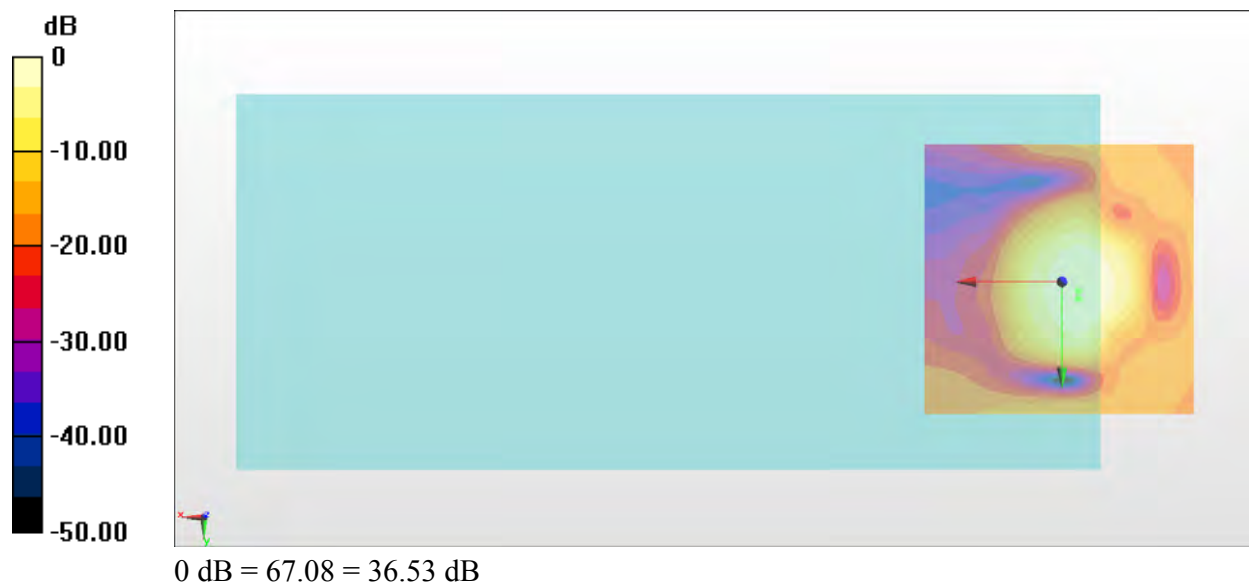 dB
0
-10.00
-20.00
-30.00
-40.00
-50.00
z
x
y
0 dB = 67.08 = 36.53 dB